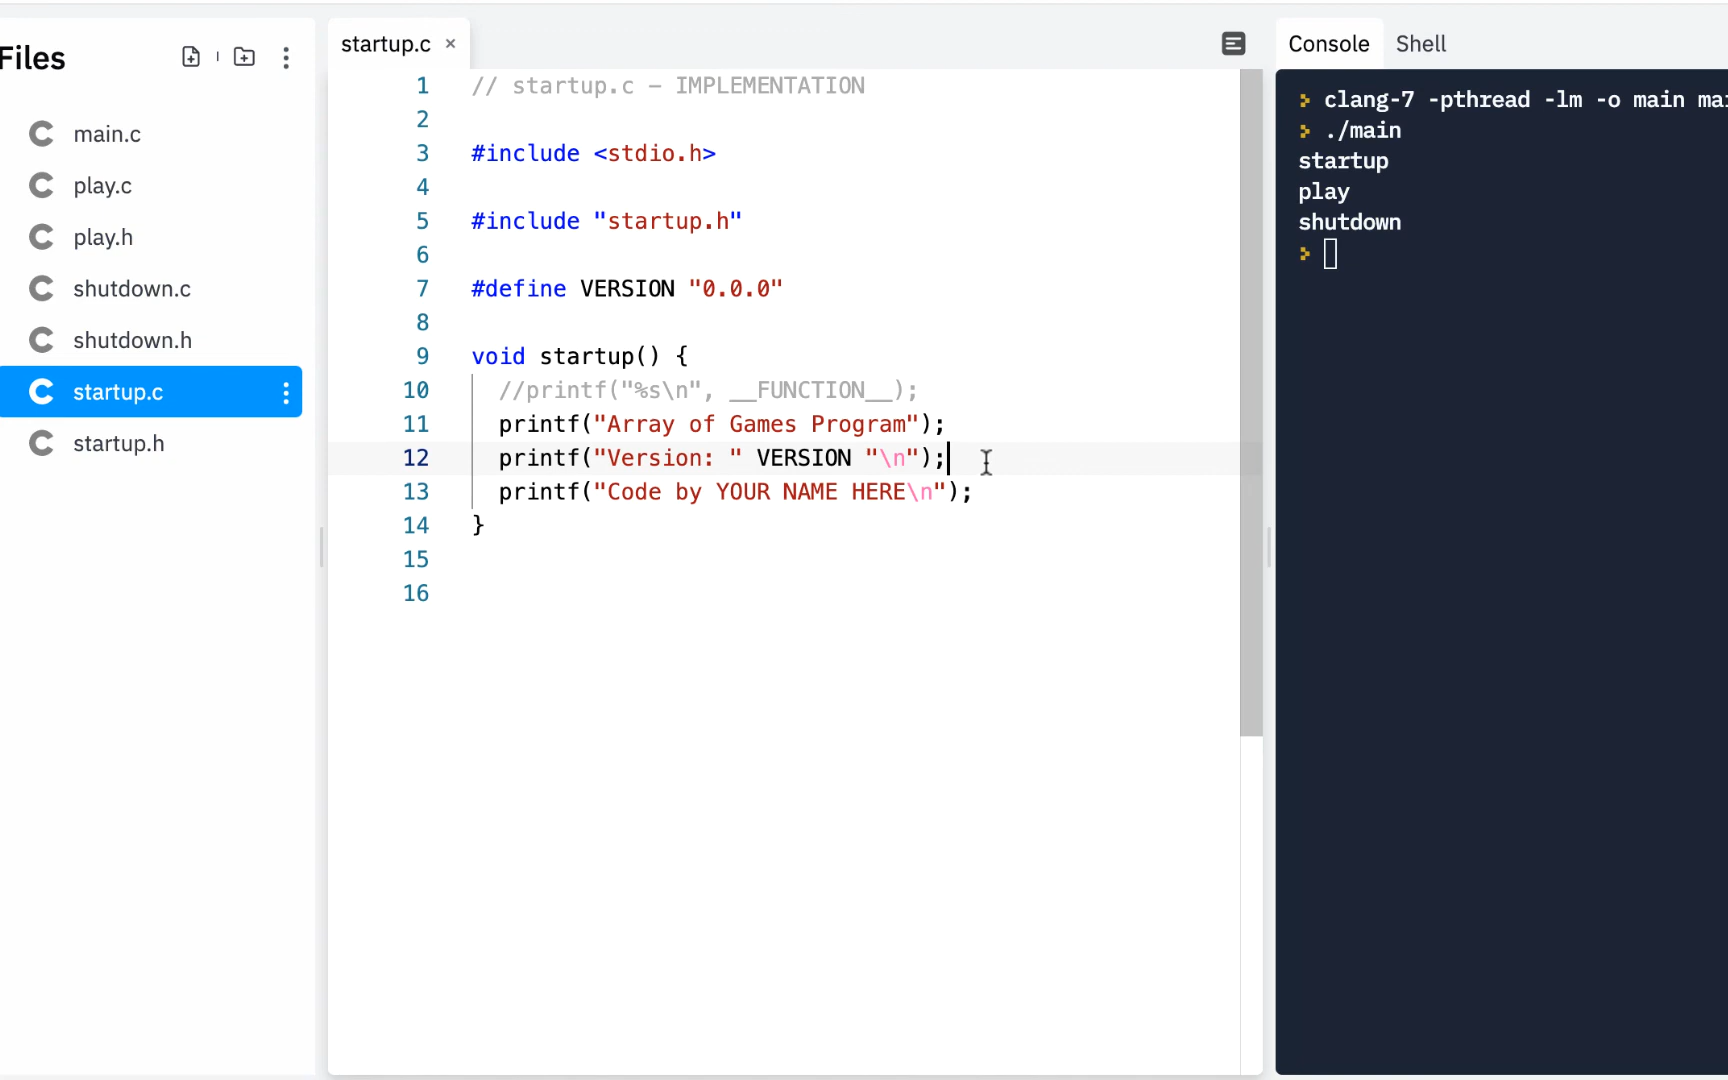 Files
main.c
play.c
play.h
shutdown.c
shutdown.h
startup.c
startup.h
startup.c ×
1 // startup.c – IMPLEMENTATION
2
3 #include <stdio.h>
4
5 #include "startup.h"
6
7 #define VERSION "0.0.0"
8
9 void startup() {
10 //printf("%s\n", __FUNCTION__);
11 printf("Array of Games Program");
12 printf("Version: " VERSION "\n");
13 printf("Code by YOUR NAME HERE\n");
14 }
15
16
Console Shell
> clang-7 -pthread -lm -o main mai
> ./main
startup
play
shutdown
>